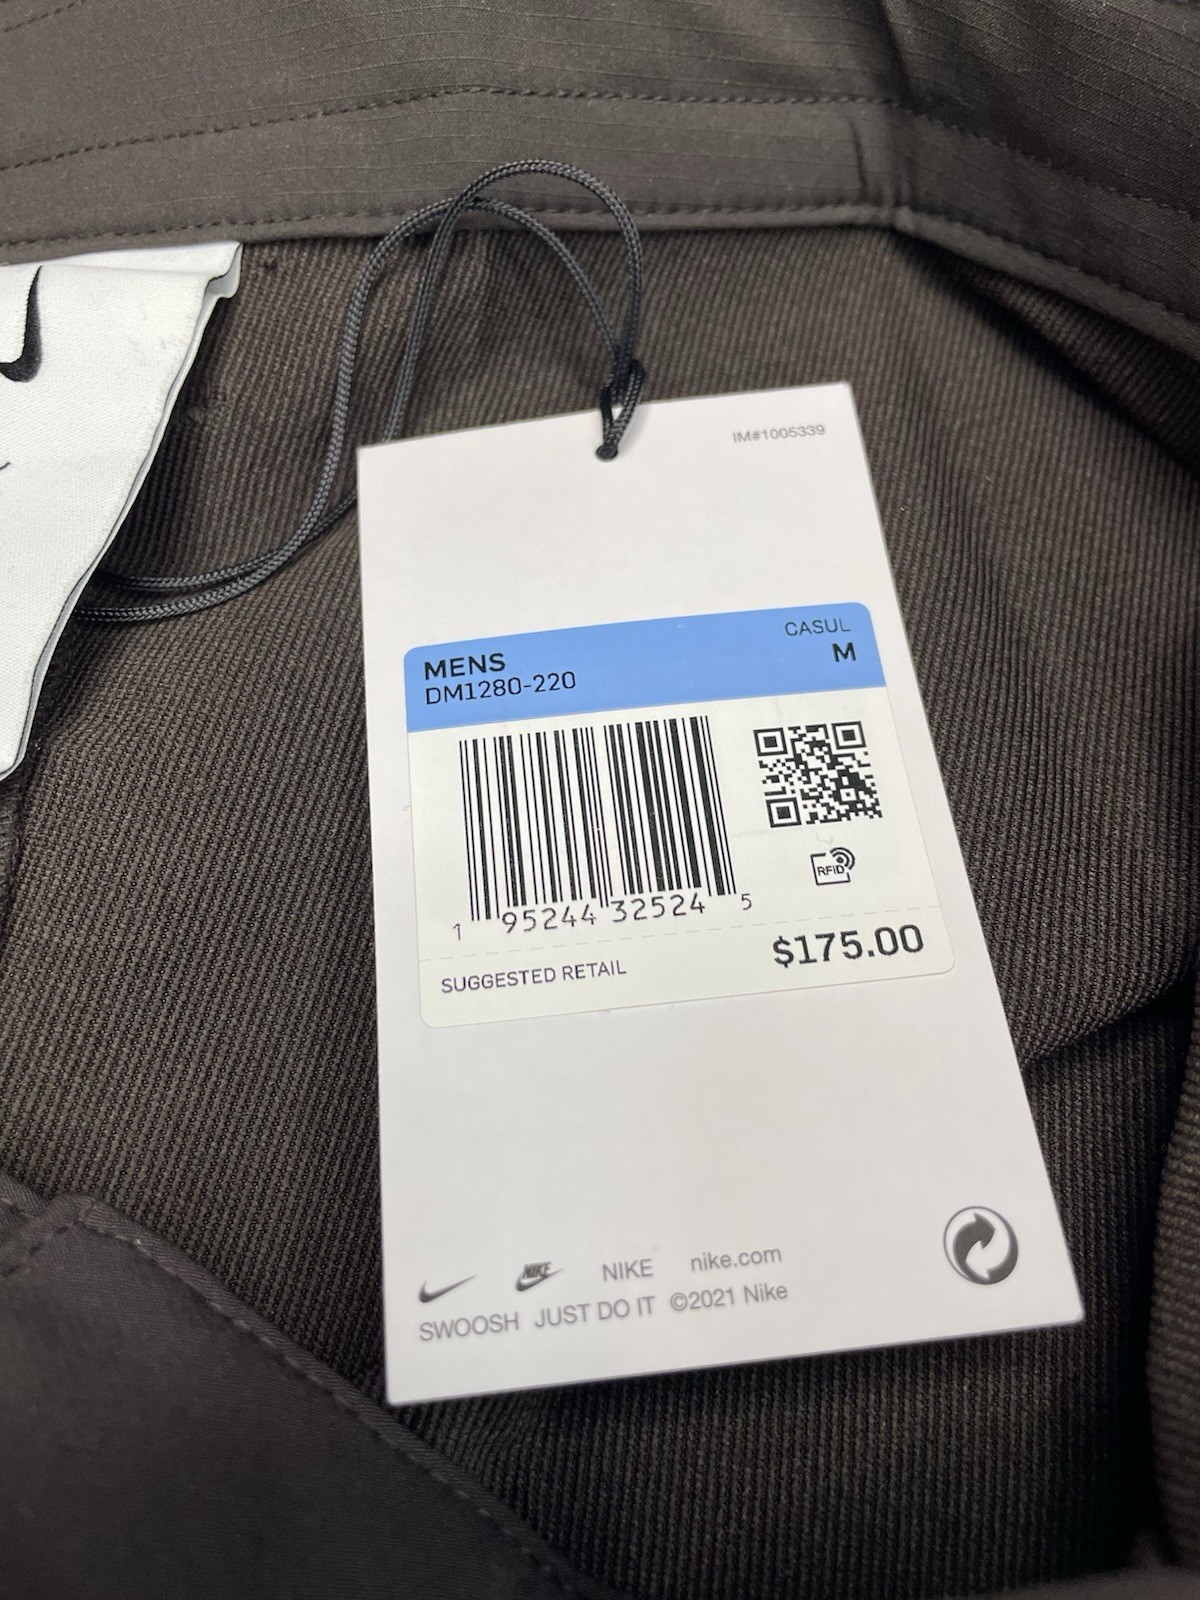 IM#1005339
CASUL
MENS M
DM1280-220
RFID
1 95244 32524 5
SUGGESTED RETAIL $175.00
NIKE NIKE nike.com
SWOOSH JUST DO IT ©2021 Nike